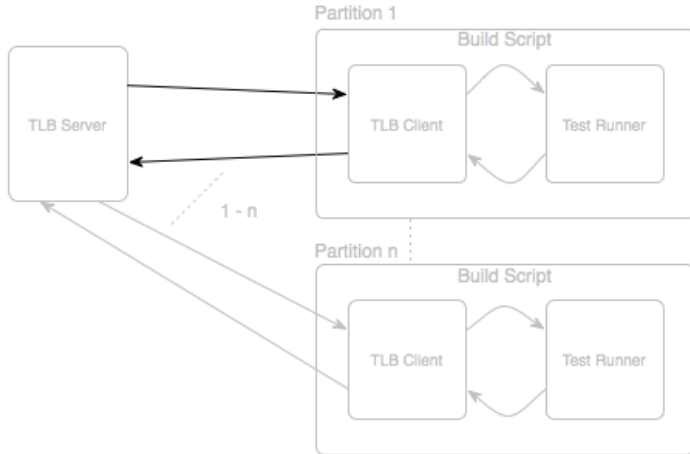 Partition 1
Build Script
TLB Server
TLB Client
Test Runner
1 - n
Partition n
Build Script
TLB Client
Test Runner